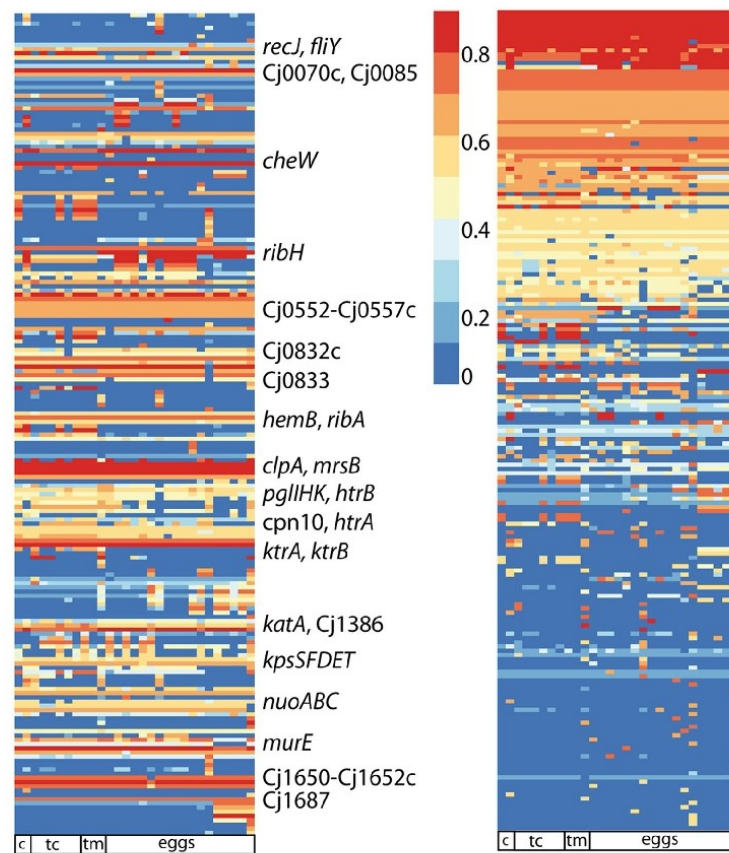 recJ, fliY
Cj0070c, Cj0085
cheW
ribH
Cj0552-Cj0557c
Cj0832c
Cj0833
hemB, ribA
clpA, mrsB
pglIHK, htrB
cpn10, htrA
ktrA, ktrB
katA, Cj1386
kpsSFDET
nuoABC
murE
Cj1650-Cj1652c
Cj1687
c tc tm eggs
0.8
0.6
0.4
0.2
0
c tc tm eggs